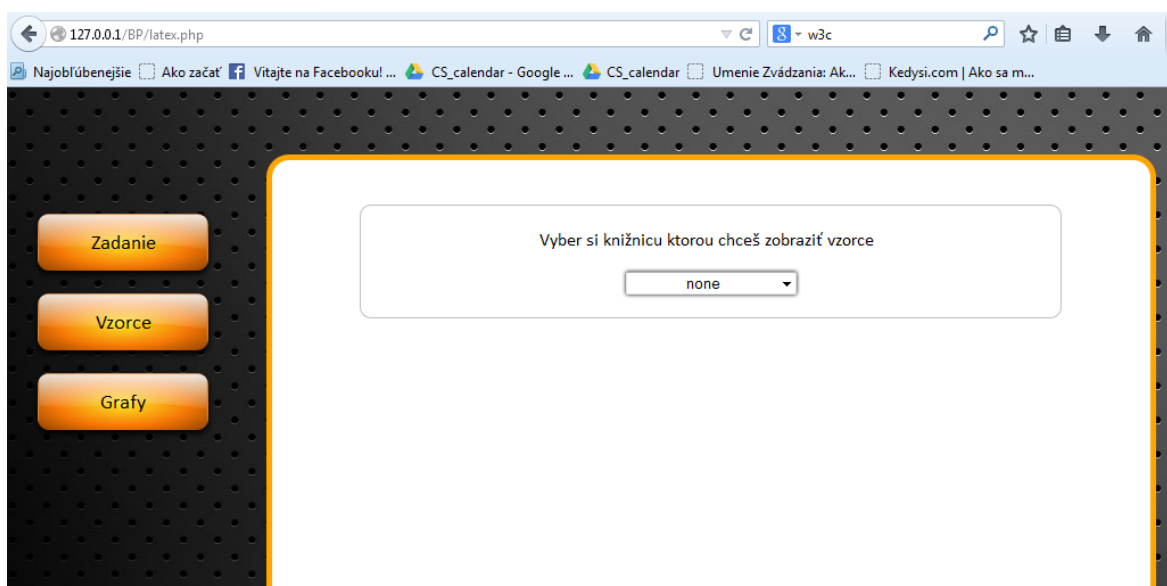 127.0.0.1/BP/latex.php
8 w3c
Najobľúbenejšie Ako začať Vitajte na Facebooku! ... CS_calendar - Google ... CS_calendar Umenie Zvádzania: Ak... Kedysi.com | Ako sa m...
Zadanie
Vzorce
Grafy
Vyber si knižnicu ktorou chceš zobraziť vzorce
none